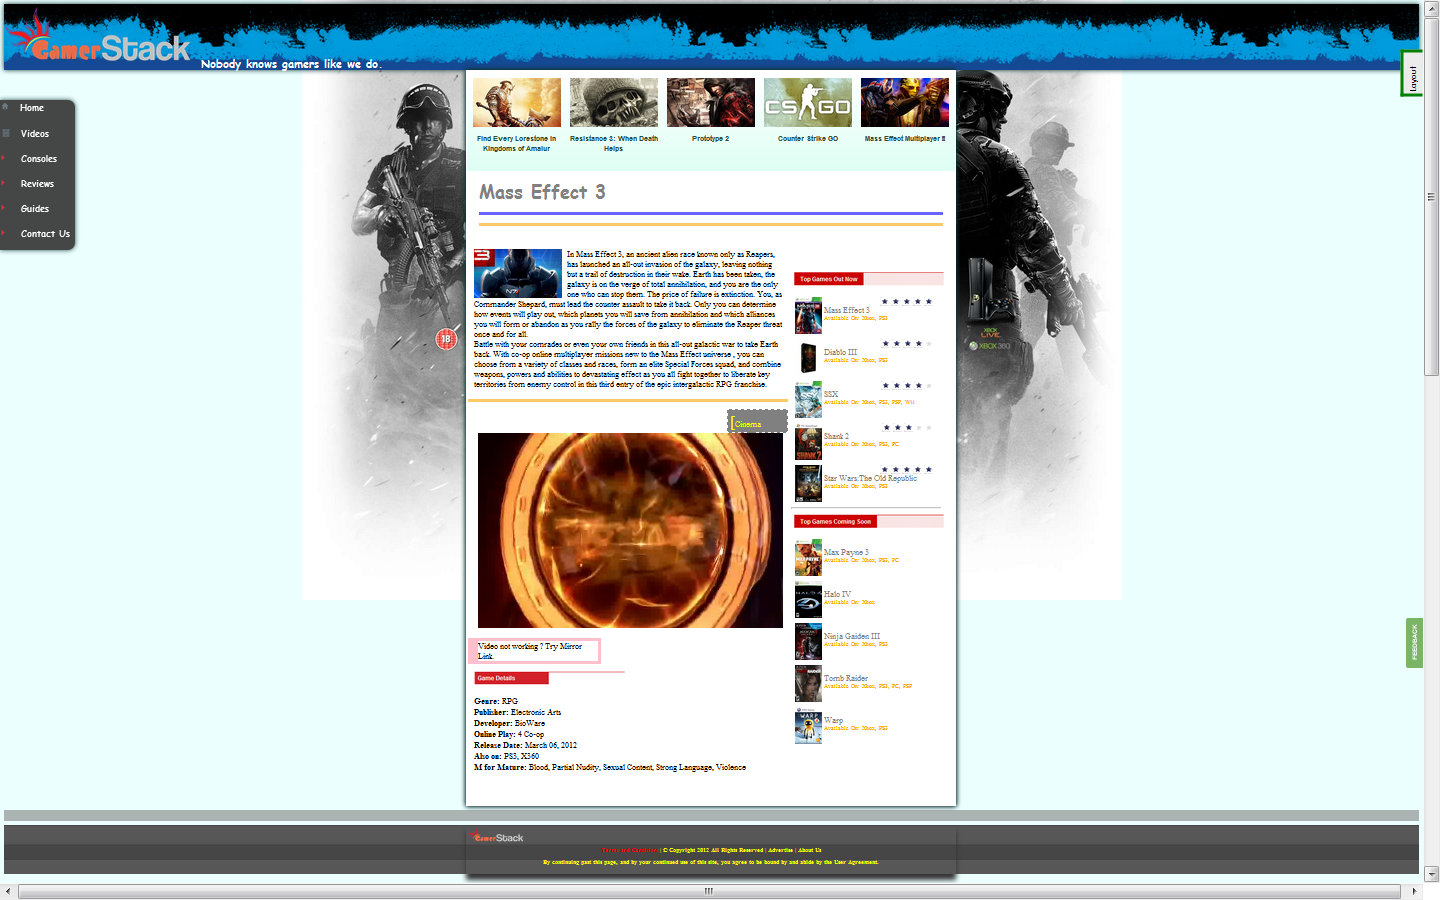 GamerStack
Nobody knows gamers like we do.
layout
Home
Videos
Consoles
Reviews
Guides
Contact Us
Find Every Lorestone in
Kingdoms of Amalur
Resistance 3: When Death
Helps
Prototype 2
CS GO
Counter Strike GO
Mass Effect Multiplayer !!
Mass Effect 3
3
N7
In Mass Effect 3, an ancient alien race known only as Reapers,
has launched an all-out invasion of the galaxy, leaving nothing
but a trail of destruction in their wake. Earth has been taken, the
galaxy is on the verge of total annihilation, and you are the only
one who can stop them. The price of failure is extinction. You, as
Commander Shepard, must lead the counter assault to take it back. Only you can determine
how events will play out, which planets you will save from annihilation and which alliances
you will form or abandon as you rally the forces of the galaxy to eliminate the Reaper threat
once and for all.
Battle with your comrades or even your own friends in this all-out galactic war to take Earth
back. With co-op online multiplayer missions new to the Mass Effect universe , you can
choose from a variety of classes and races, form an elite Special Forces squad, and combine
weapons, powers and abilities to devastating effect as you all fight together to liberate key
territories from enemy control in this third entry of the epic intergalactic RPG franchise.
18
[Cinema
Video not working ? Try Mirror
Link.
Game Details
Genre: RPG
Publisher: Electronic Arts
Developer: BioWare
Online Play: 4 Co-op
Release Date: March 06, 2012
Also on: PS3, X360
M for Mature: Blood, Partial Nudity, Sexual Content, Strong Language, Violence
Top Games Out Now
Mass Effect 3
Available On: Xbox, PS3
Diablo III
Available On: Xbox, PS3
SSX
Available On: Xbox, PS3, PSP, Wii
Shank 2
Available On: Xbox, PS3, PC
Star Wars:The Old Republic
Available On: Xbox, PS3
Top Games Coming Soon
Max Payne 3
Available On: Xbox, PS3, PC
Halo IV
Available On: Xbox
Ninja Gaiden III
Available On: Xbox, PS3
Tomb Raider
Available On: Xbox, PS3, PC, PSP
Warp
Available On: Xbox, PS3
XBOX
LIVE
XBOX 360
FEEDBACK
GamerStack
Terms and Conditions | © Copyright 2012 All Rights Reserved | Advertise | About Us
By continuing past this page, and by your continued use of this site, you agree to be bound by and abide by the User Agreement.